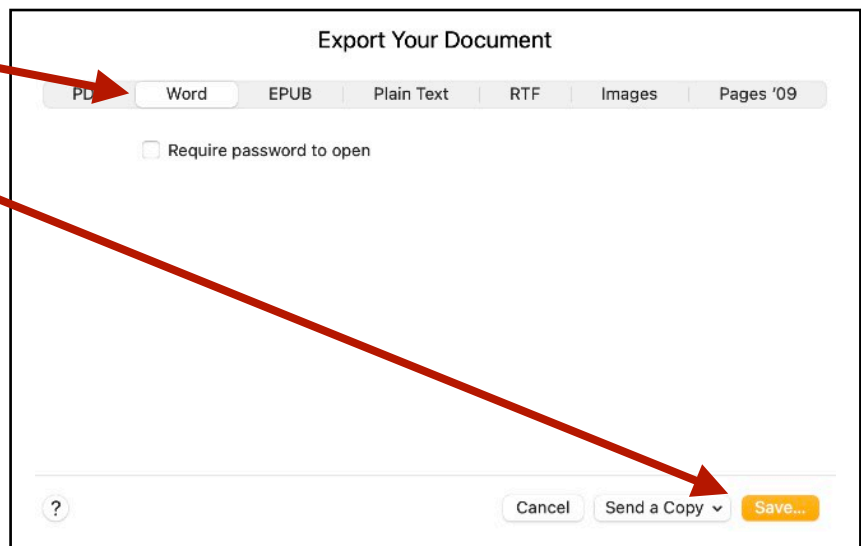 Export Your Document
PD Word EPUB Plain Text RTF Images Pages '09
Require password to open
? Cancel Send a Copy Save...